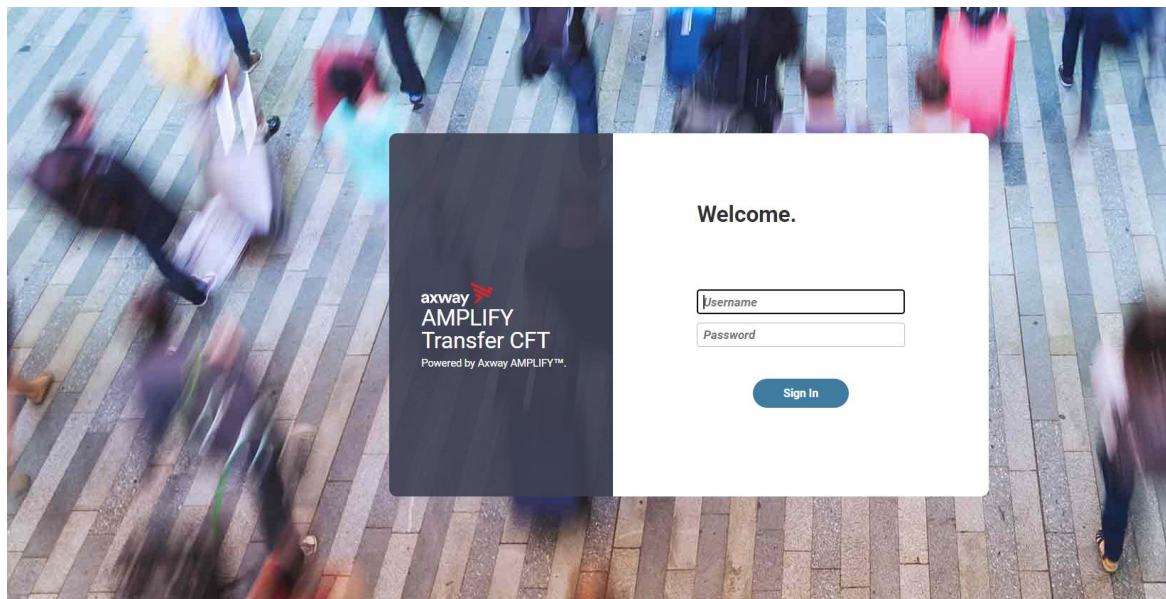 axway
AMPLIFY
Transfer CFT
Powered by Axway AMPLIFY™.
Welcome.
Username
Password
Sign In